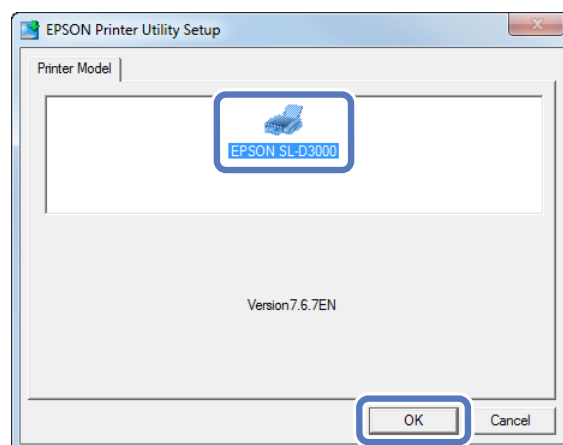 EPSON Printer Utility Setup
Printer Model
EPSON SL-D3000
Version7.6.7EN
OK
Cancel